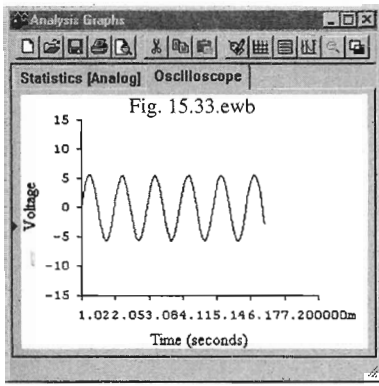 Analysis Graphs
Statistics [Analog] Oscilloscope
Fig. 15.33.ewb
15
10
5
0
-5
-10
-15
Voltage
1.022.053.084.115.146.177.200000m
Time (seconds)